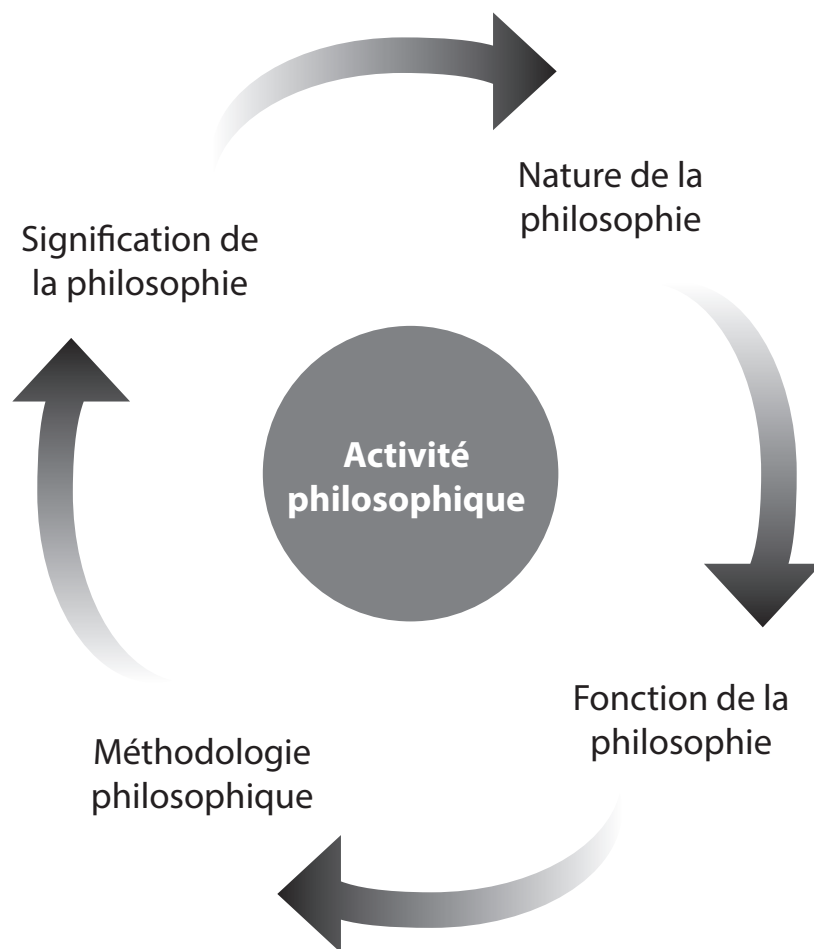 Nature de la
philosophie
Signification de
la philosophie
Activité
philosophique
Fonction de la
philosophie
Méthodologie
philosophique